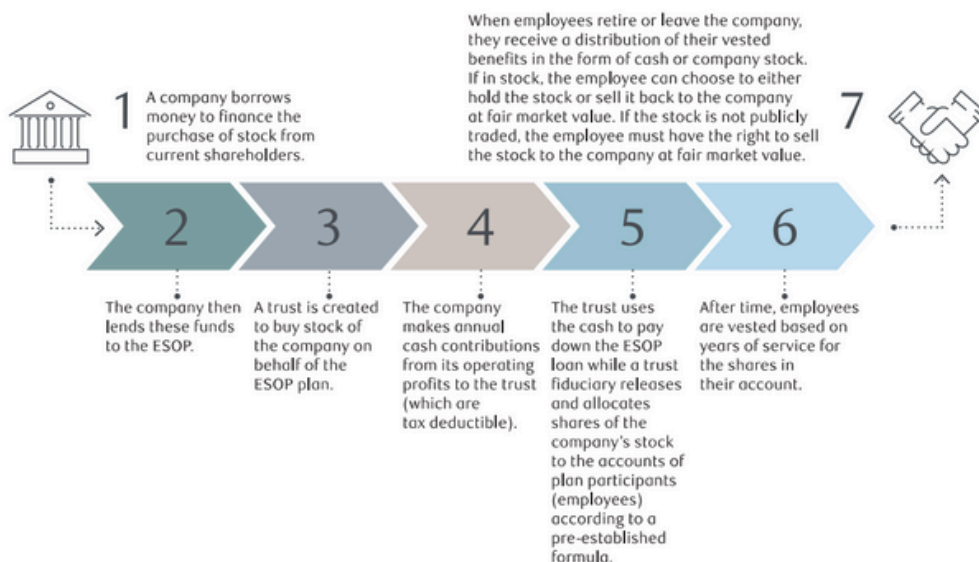 1
A company borrows
money to finance the
purchase of stock from
current shareholders.
2
The company then
lends these funds
to the ESOP.
3
A trust is created
to buy stock of
the company on
behalf of the
ESOP plan.
4
The company
makes annual
cash contributions
from its operating
profits to the trust
(which are
tax deductible).
5
The trust uses
the cash to pay
down the ESOP
loan while a trust
fiduciary releases
and allocates
shares of the
company’s stock
to the accounts of
plan participants
(employees)
according to a
pre-established
formula.
6
After time, employees
are vested based on
years of service for
the shares in
their account.
7
When employees retire or leave the company,
they receive a distribution of their vested
benefits in the form of cash or company stock.
If in stock, the employee can choose to either
hold the stock or sell it back to the company
at fair market value. If the stock is not publicly
traded, the employee must have the right to sell
the stock to the company at fair market value.